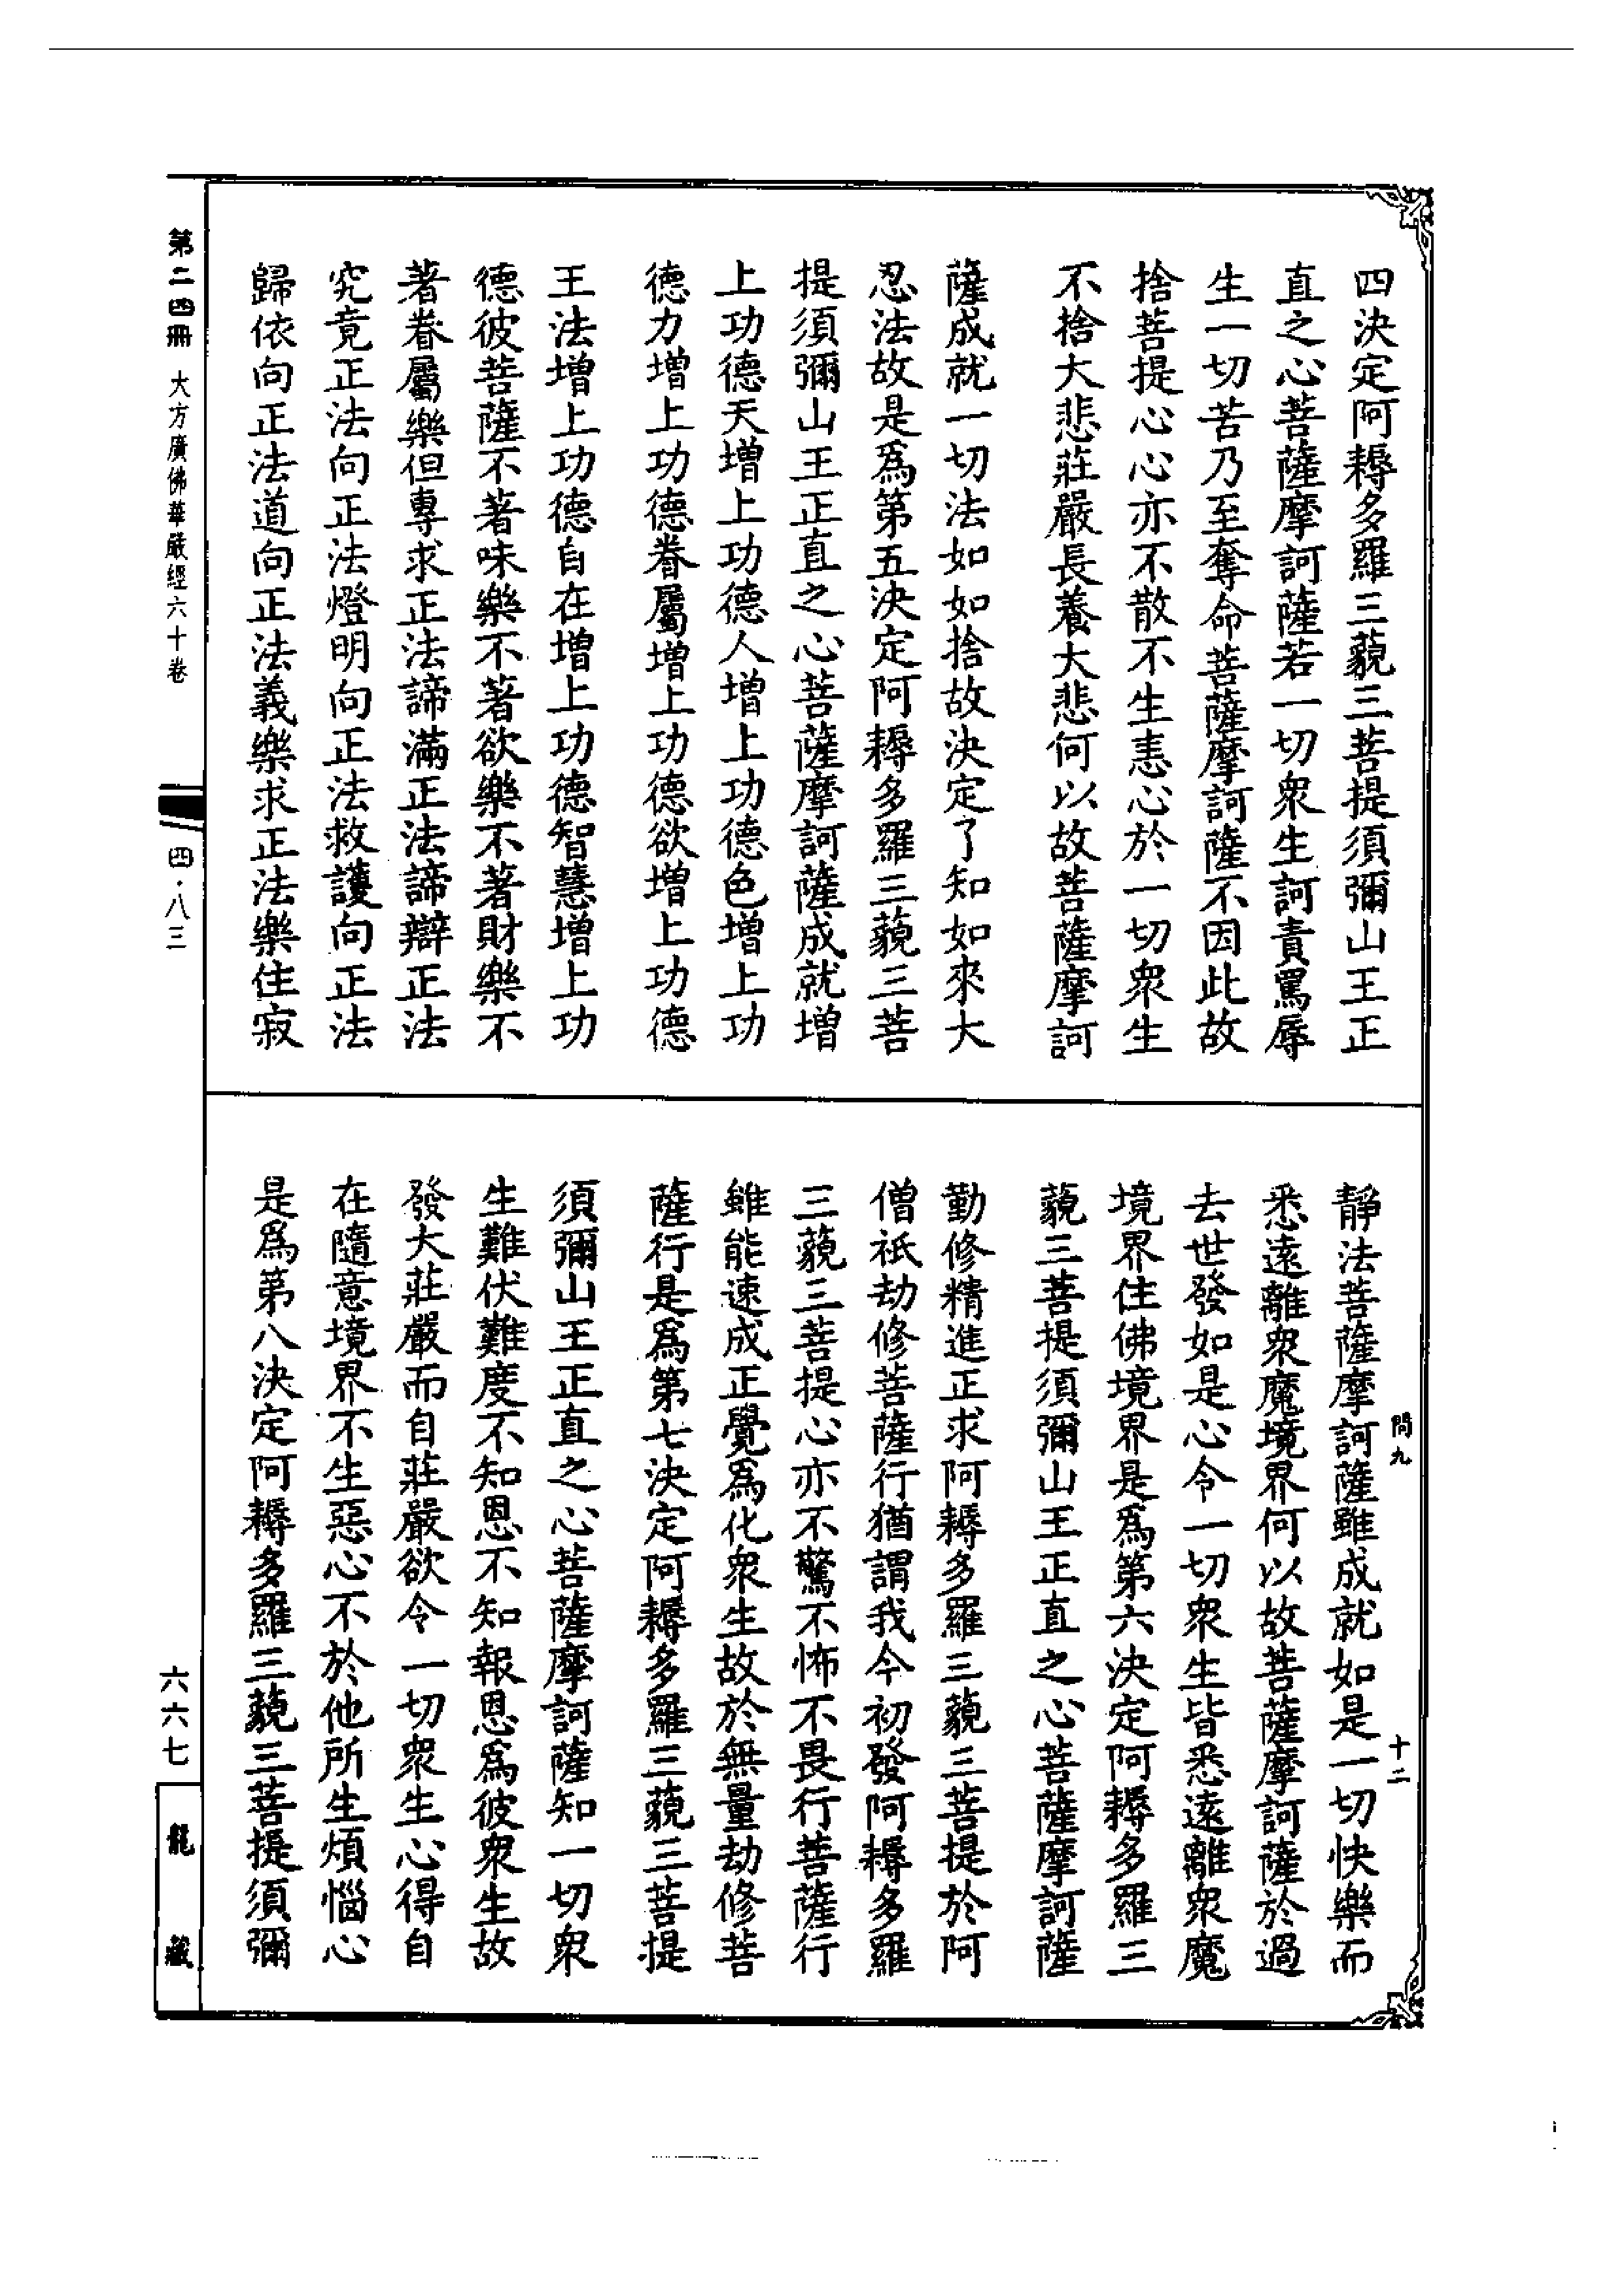 四決定阿耨多羅三藐三菩提須彌山王正
直之心菩薩摩訶薩若一切衆生訶責罵辱
生一切苦乃至奪命菩薩摩訶薩不因此故
捨菩提心心亦不散不生恚心於一切衆生
不捨大悲莊嚴長養大悲何以故菩薩摩訶
薩成就一切法如如捨故決定了知如來大
忍法故是爲第五決定阿耨多羅三藐三菩
提須彌山王正直之心菩薩摩訶薩成就增
上功德天增上功德人增上功德色增上功
德力增上功德眷屬增上功德欲增上功德
王法增上功德自在增上功德智慧增上功
德彼菩薩不著味樂不著欲樂不著財樂不
著眷屬樂但專求正法諦滿正法諦辯正法
究竟正法向正法燈明向正法救護向正法
歸依向正法道向正法義樂求正法樂住寂
靜法菩薩摩訶薩雖成就如是一切快樂而
悉遠離衆魔境界何以故菩薩摩訶薩於過
去世發如是心令一切衆生皆悉遠離衆魔
境界住佛境界是爲第六決定阿耨多羅三
藐三菩提須彌山王正直之心菩薩摩訶薩
勤修精進正求阿耨多羅三藐三菩提於阿
僧祇劫修菩薩行猶謂我今初發阿耨多羅
三藐三菩提心亦不驚不怖不畏行菩薩行
雖能速成正覺爲化衆生故於無量劫修菩
薩行是爲第七決定阿耨多羅三藐三菩提
須彌山王正直之心菩薩摩訶薩知一切衆
生難伏難度不知恩不知報恩爲彼衆生故
發大莊嚴而自莊嚴欲令一切衆生心得自
在隨意境界不生惡心不於他所生煩惱心
是爲第八決定阿耨多羅三藐三菩提須彌
問九
十二
第二四冊 大方廣佛華嚴經六十卷
四·八三
六六七
龍藏